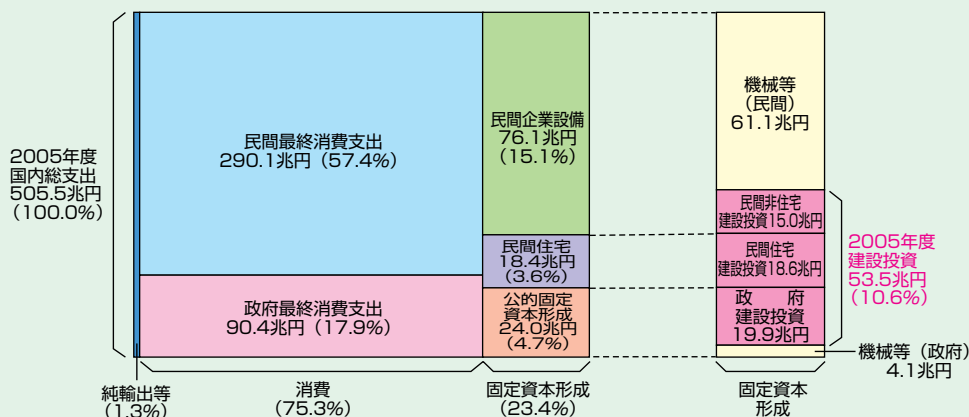 2005年度
国内総支出
505.5兆円
(100.0%)
民間最終消費支出
290.1兆円（57.4%）
政府最終消費支出
90.4兆円（17.9%）
民間企業設備
76.1兆円
(15.1%)
民間住宅
18.4兆円
(3.6%)
公的固定
資本形成
24.0兆円
(4.7%)
機械等
（民間）
61.1兆円
民間非住宅
建設投資15.0兆円
民間住宅
建設投資18.6兆円
政　府
建設投資
19.9兆円
2005年度
建設投資
53.5兆円
(10.6%)
機械等（政府）
4.1兆円
純輸出等
(1.3%)
消費
(75.3%)
固定資本形成
(23.4%)
固定資本
形成